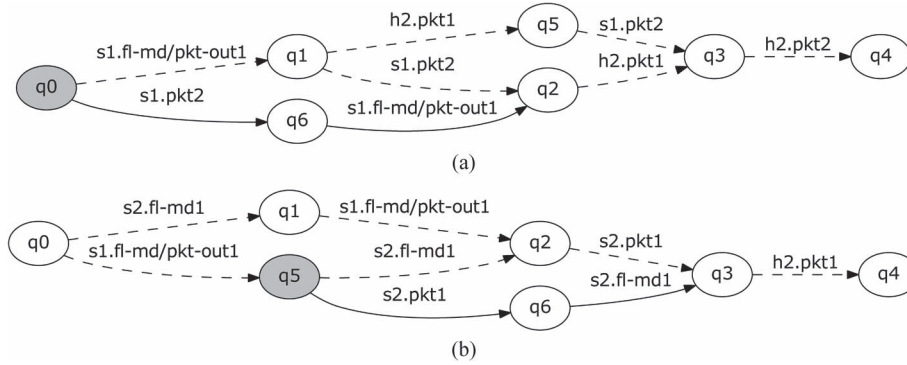 h2.pkt1 q5 s1.pkt2
s1.fl-md/pkt-out1 q1 q3 h2.pkt2 q4
q0 s1.pkt2 h2.pkt1
s1.pkt2 q2
q6 s1.fl-md/pkt-out1
(a)
s2.fl-md1 q1 s1.fl-md/pkt-out1
q0 q2 s2.pkt1
s1.fl-md/pkt-out1 s2.fl-md1
q5 q3 h2.pkt1 q4
s2.pkt1 q6 s2.fl-md1
(b)